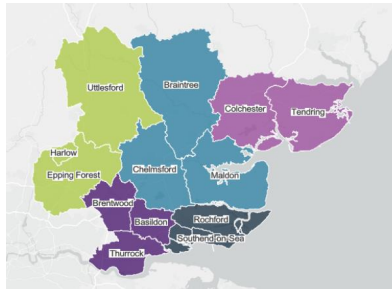 Uttlesford
Braintree
Colchester
Tendring
Harlow
Epping Forest
Chelmsford
Maldon
Brentwood
Basildon
Rochford
Southend on Sea
Thurrock